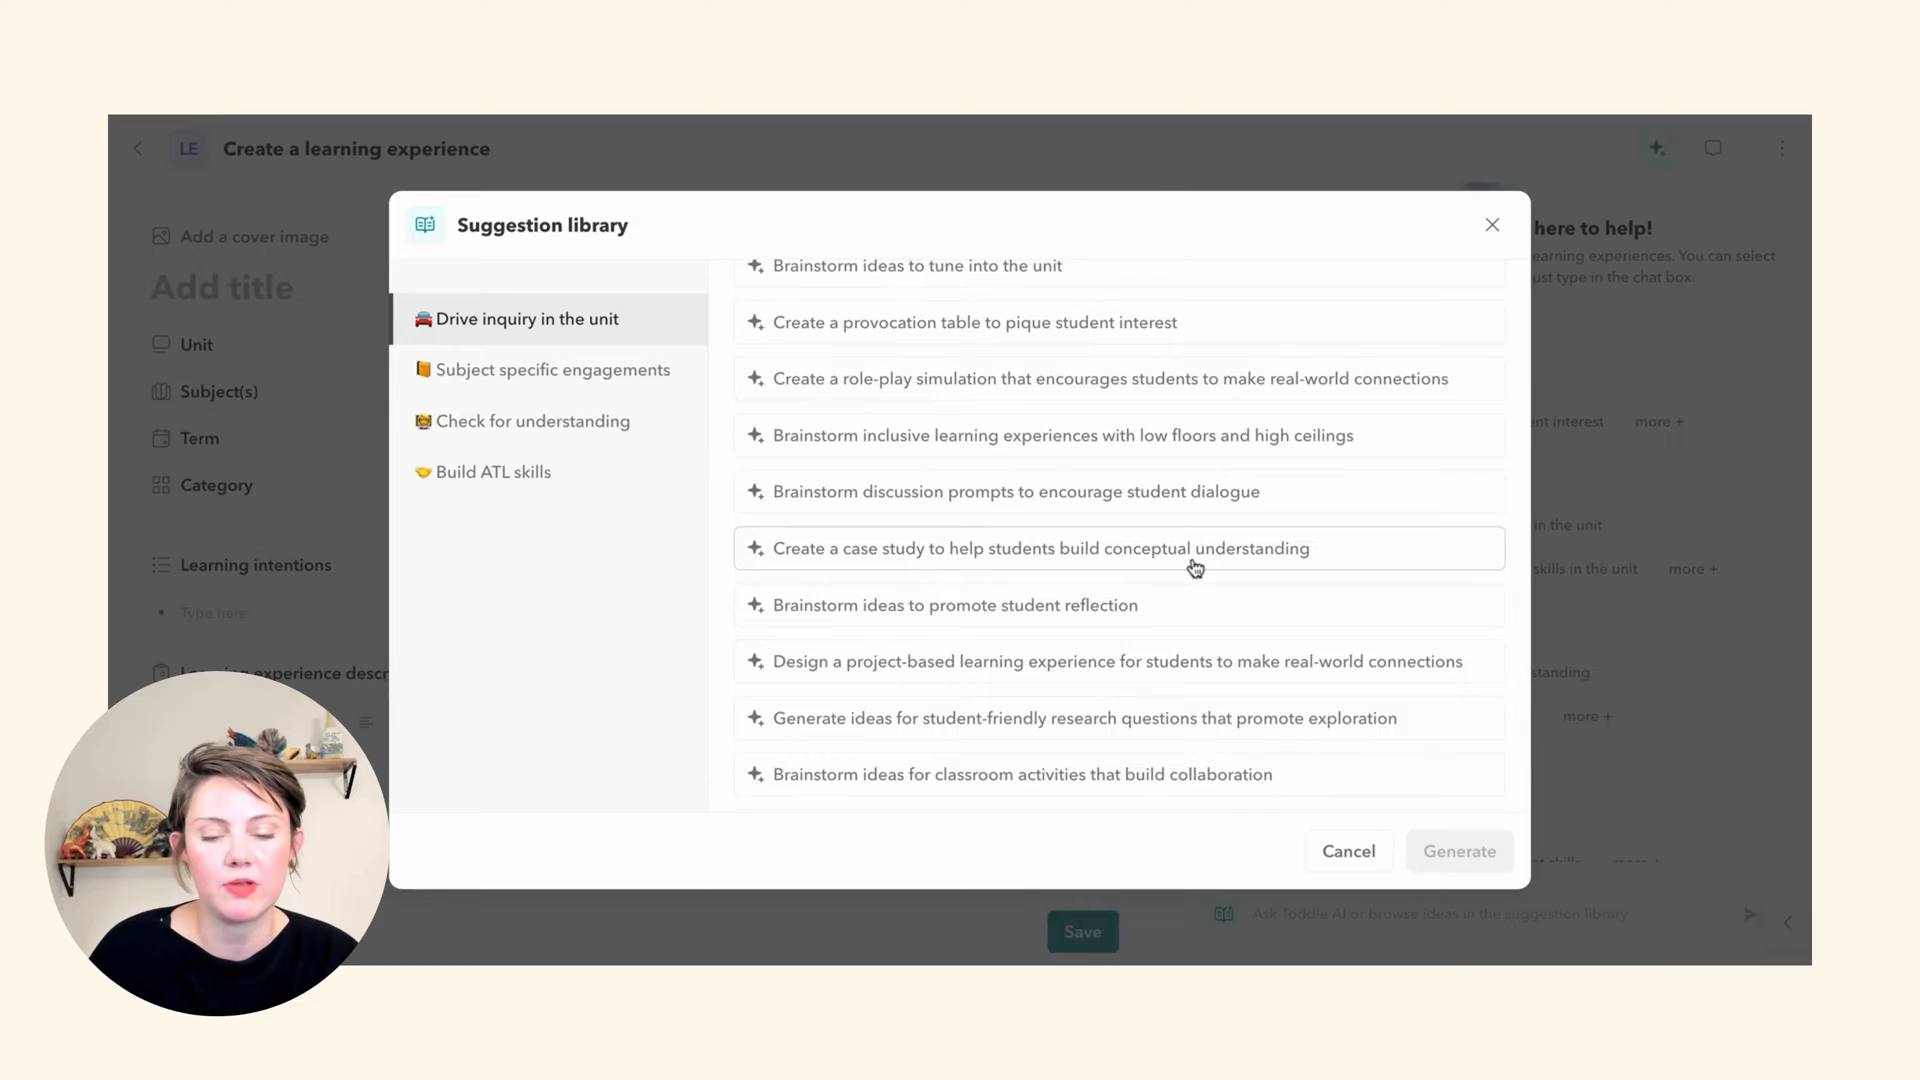 LE
Create a learning experience
Add a cover image
Add title
Unit
Subject(s)
Term
Category
Learning intentions
Type here
experience descr
Suggestion library
Drive inquiry in the unit
Subject specific engagements
Check for understanding
Build ATL skills
Brainstorm ideas to tune into the unit
Create a provocation table to pique student interest
Create a role-play simulation that encourages students to make real-world connections
Brainstorm inclusive learning experiences with low floors and high ceilings
Brainstorm discussion prompts to encourage student dialogue
Create a case study to help students build conceptual understanding
Brainstorm ideas to promote student reflection
Design a project-based learning experience for students to make real-world connections
Generate ideas for student-friendly research questions that promote exploration
Brainstorm ideas for classroom activities that build collaboration
Cancel
Generate
here to help!
earning experiences. You can select
ust type in the chat box.
ent interest more +
in the unit
skills in the unit more +
standing
more +
Save
Ask Toddle AI or browse ideas in the suggestion library